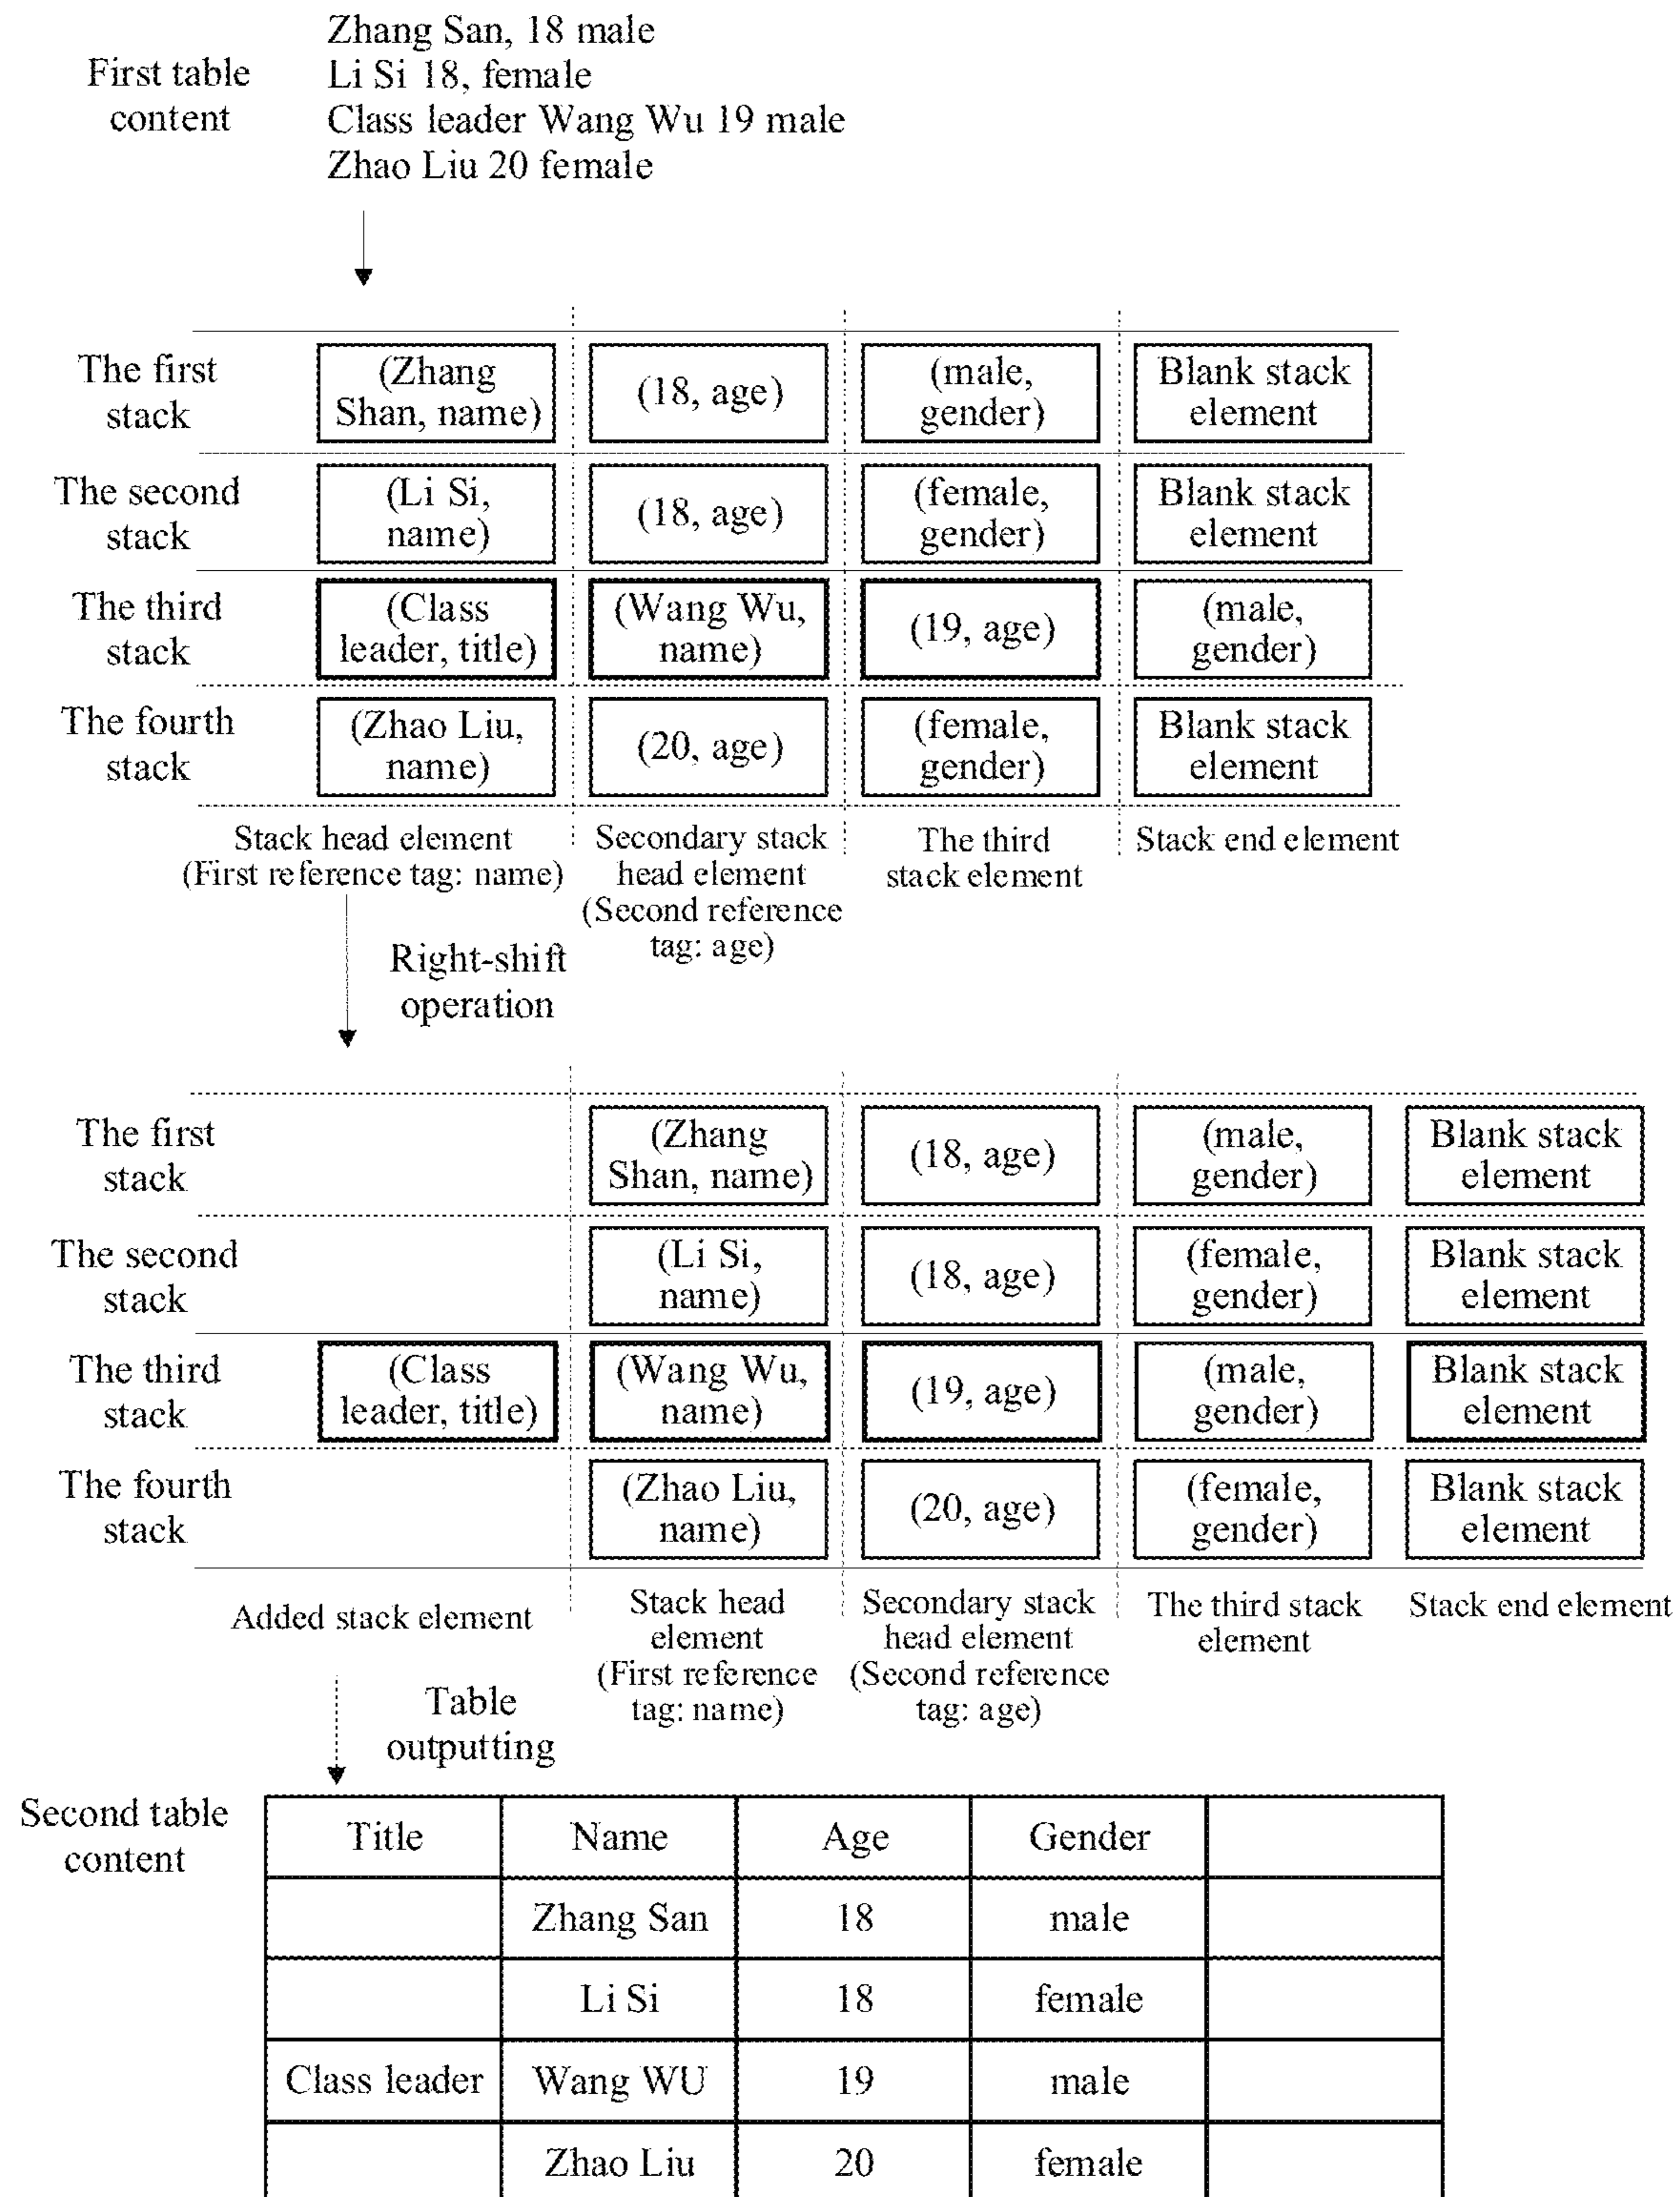 First table
content
Zhang San, 18 male
Li Si 18, female
Class leader Wang Wu 19 male
Zhao Liu 20 female
The first
stack
(Zhang
Shan, name)
(18, age)
(male,
gender)
Blank stack
element
The second
stack
(Li Si,
name)
(18, age)
(female,
gender)
Blank stack
element
The third
stack
(Class
leader, title)
(Wang Wu,
name)
(19, age)
(male,
gender)
The fourth
stack
(Zhao Liu,
name)
(20, age)
(female,
gender)
Blank stack
element
Stack head element
(First reference tag: name)
Secondary stack
head element
(Second reference
tag: age)
The third
stack element
Stack end element
Right-shift
operation
The first
stack
(Zhang
Shan, name)
(18, age)
(male,
gender)
Blank stack
element
The second
stack
(Li Si,
name)
(18, age)
(female,
gender)
Blank stack
element
The third
stack
(Class
leader, title)
(Wang Wu,
name)
(19, age)
(male,
gender)
Blank stack
element
The fourth
stack
(Zhao Liu,
name)
(20, age)
(female,
gender)
Blank stack
element
Added stack element
Stack head
element
(First reference
tag: name)
Secondary stack
head element
(Second reference
tag: age)
The third stack
element
Stack end element
Table
outputting
Second table
content
Title Name Age Gender
Zhang San 18 male
Li Si 18 female
Class leader Wang WU 19 male
Zhao Liu 20 female